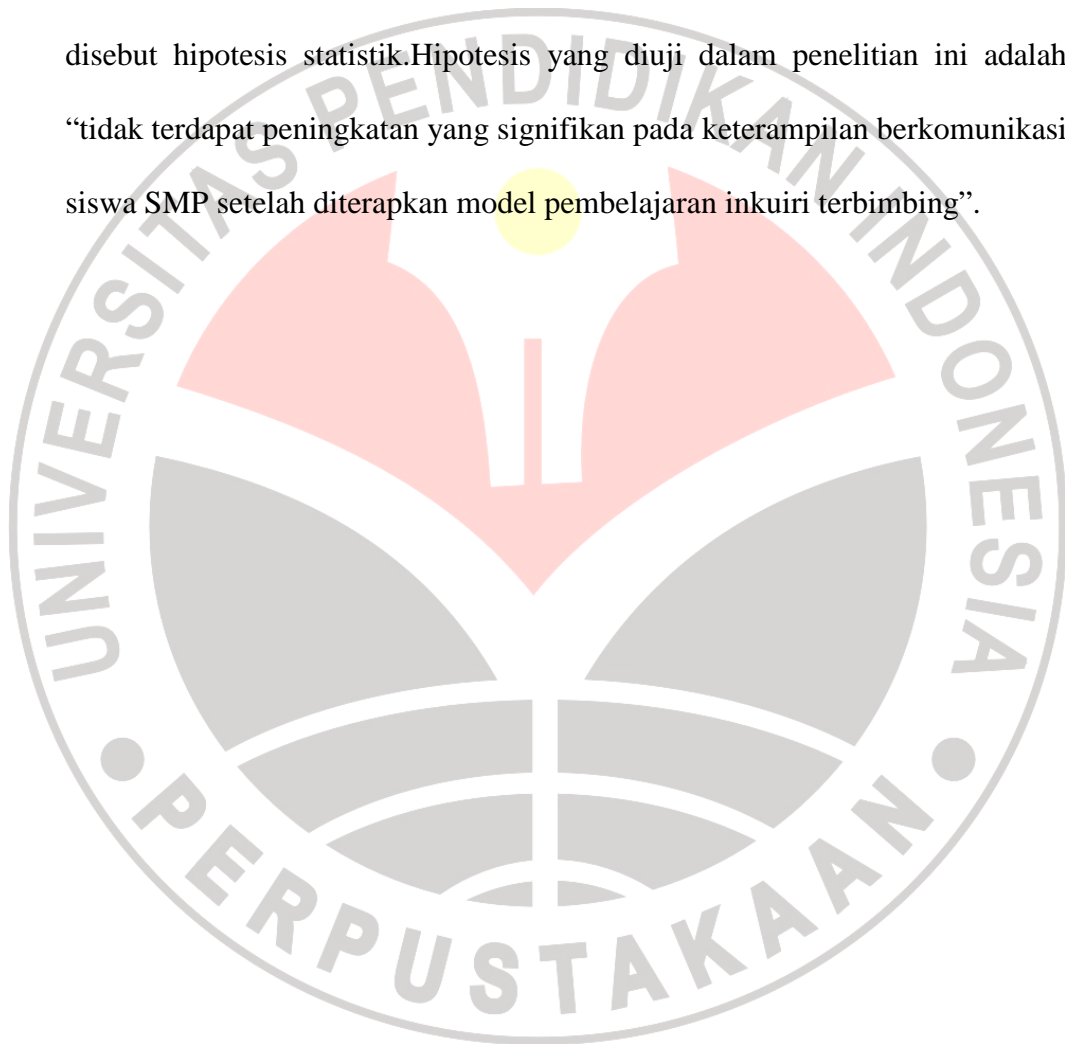 disebut hipotesis statistik.Hipotesis yang diuji dalam penelitian ini adalah
“tidak terdapat peningkatan yang signifikan pada keterampilan berkomunikasi
siswa SMP setelah diterapkan model pembelajaran inkuiri terbimbing”.
UNIVERSITAS PENDIDIKAN INDONESIA
PERPUSTAKAAN